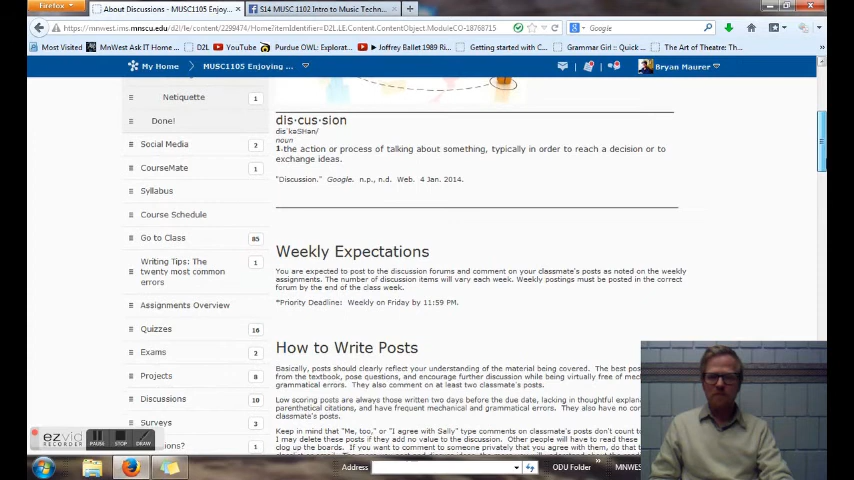 Firefox
About Discussions - MUSC1105 Enjoy... ×
S14 MUSC 1102 Intro to Music Techn... ×
https://mnwest.ims.mnscu.edu/d2l/le/content/2299474/Home?itemIdentifier=D2L.LE.Content.ContentObject.ModuleCO-18768715
Google
Most Visited
MnWest Ask IT Home ...
D2L
YouTube
Purdue OWL: Explorat...
Joffrey Ballet 1989 Ri...
Getting started with C...
Grammar Girl :: Quick ...
The Art of Theatre: Th...
My Home
MUSC1105 Enjoying ...
Bryan Maurer
Netiquette 1
Done!
Social Media 2
CourseMate 1
Syllabus
Course Schedule
Go to Class 85
Writing Tips: The 1
twenty most common
errors
Assignments Overview
Quizzes 16
Exams 2
Projects 8
Discussions 10
Surveys 3
ions? 1
dis·cus·sion
disˈkəSHən/
noun
1.the action or process of talking about something, typically in order to reach a decision or to
exchange ideas.
"Discussion." Google. n.p., n.d. Web. 4 Jan. 2014.
Weekly Expectations
You are expected to post to the discussion forums and comment on your classmate's posts as noted on the weekly
assignments. The number of discussion items will vary each week. Weekly postings must be posted in the correct
forum by the end of the class week.
*Priority Deadline: Weekly on Friday by 11:59 PM.
How to Write Posts
Basically, posts should clearly reflect your understanding of the material being covered. The best po
from the textbook, pose questions, and encourage further discussion while being virtually free of mec
grammatical errors. They also comment on at least two classmate's posts.
Low scoring posts are always those written two days before the due date, lacking in thoughtful explan
parenthetical citations, and have frequent mechanical and grammatical errors. They also have no con
classmate's posts.
Keep in mind that "Me, too," or "I agree with Sally" type comments on classmate's posts don't count t
I may delete these posts if they add no value to the discussion. Other people will have to read these
clog up the boards. If you want to comment to someone privately that you agree with them, do that t
ezvid
RECORDER
PAUSE
STOP
DRAW
Address
ODU Folder
MNWES